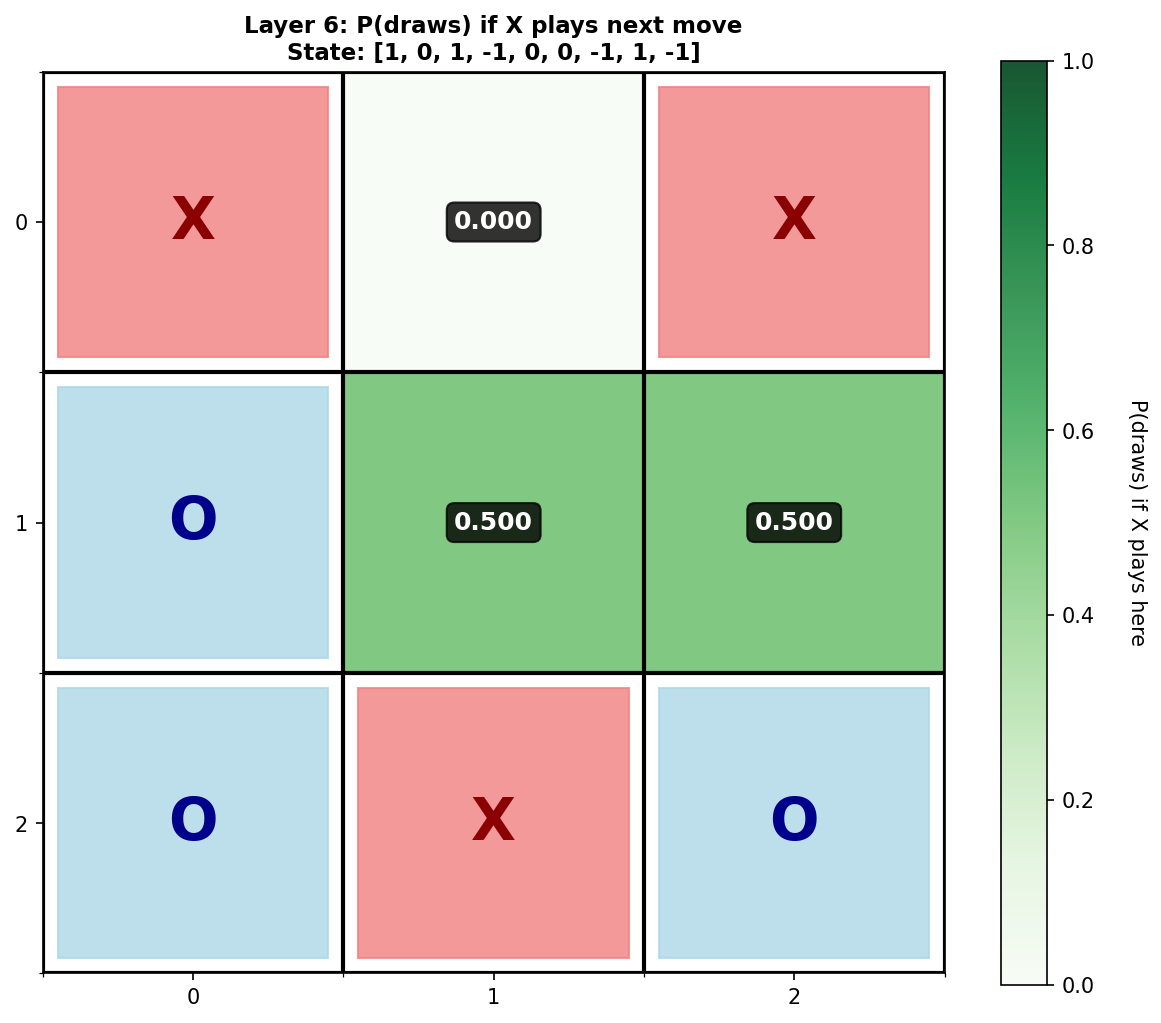 Layer 6: P(draws) if X plays next move
State: [1, 0, 1, -1, 0, 0, -1, 1, -1]
0
X
0.000
X
1
O
0.500
0.500
2
O
X
O
0
1
2
1.0
0.8
0.6
0.4
0.2
0.0
P(draws) if X plays here